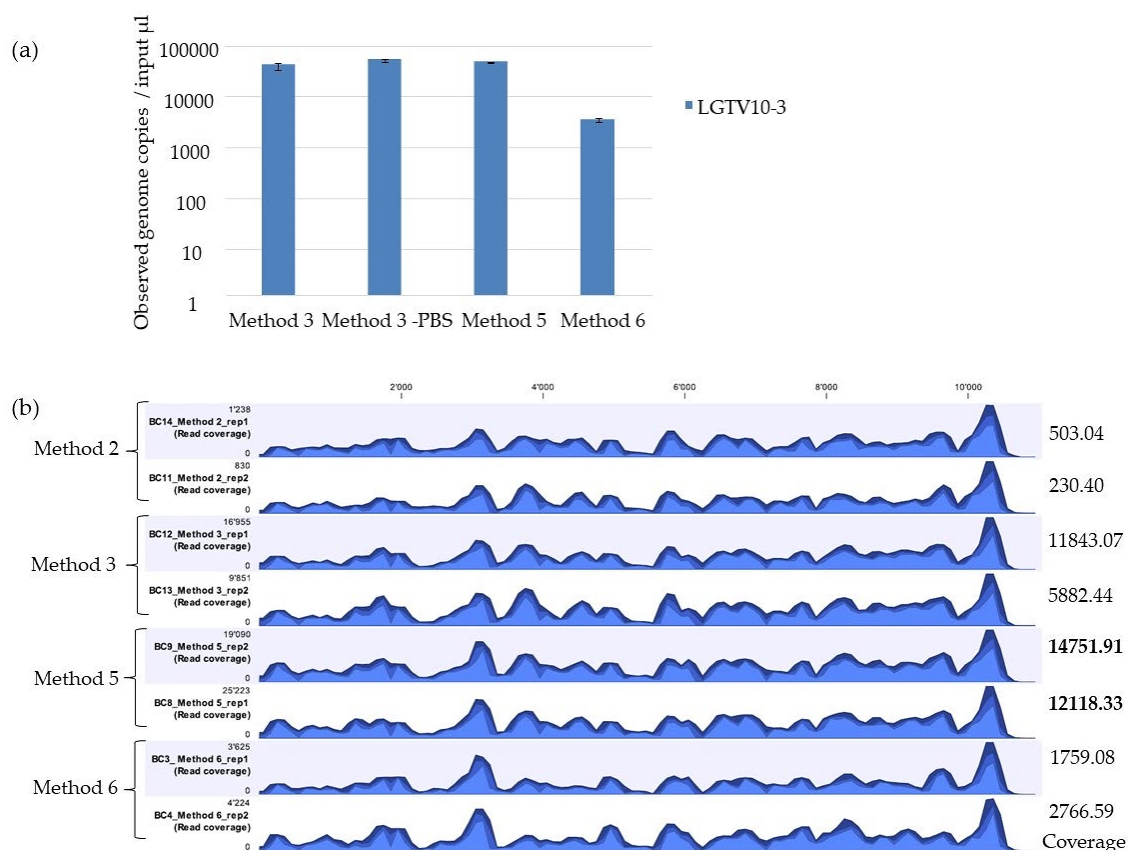 (a)
Observed genome copies / input µl
100000
10000
1000
100
10
1
Method 3 Method 3 -PBS Method 5 Method 6
LGTV10-3
(b)
2'000 4'000 6'000 8'000 10'000
Method 2
1'238
BC14_Method 2_rep1
(Read coverage)
0
503.04
830
BC11_Method 2_rep2
(Read coverage)
0
230.40
Method 3
16'955
BC12_Method 3_rep1
(Read coverage)
0
11843.07
9'851
BC13_Method 3_rep2
(Read coverage)
0
5882.44
Method 5
19'090
BC9_Method 5_rep2
(Read coverage)
0
14751.91
25'223
BC8_Method 5_rep1
(Read coverage)
0
12118.33
Method 6
3'625
BC3_ Method 6_rep1
(Read coverage)
0
1759.08
4'224
BC4_Method 6_rep2
(Read coverage)
0
2766.59
Coverage